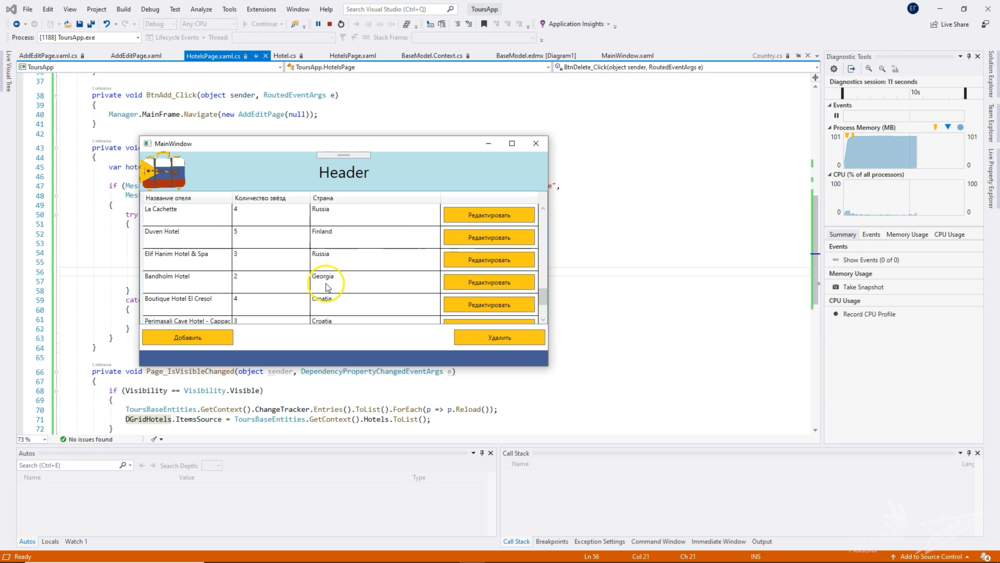 File Edit View Git Project Build Debug Test Analyze Tools Extensions Window Help Search Visual Studio (Ctrl+Q) ToursApp
Debug Any CPU Continue Application Insights Live Share
Process: [1188] ToursApp.exe Lifecycle Events Thread: Stack Frame:
AddEditPage.xaml.cs AddEditPage.xaml HotelsPage.xaml.cs Hotel.cs HotelsPage.xaml BaseModel.Context.cs BaseModel.edmx [Diagram1] MainWindow.xaml Country.cs
ToursApp ToursApp.HotelsPage BtnDelete_Click(object sender, RoutedEventArgs e)
Live Visual Tree
36 }
37
38 private void BtnAdd_Click(object sender, RoutedEventArgs e)
39 {
40 Manager.MainFrame.Navigate(new AddEditPage(null));
41 }
42
43 private vo
44 {
45 var hot
46
47 if (Mes
48 Mes
49 {
50 try
51 {
52
53
54
55
56
57
58 }
59 cat
60 {
61
62 }
63 }
64 }
65
66 private void Page_IsVisibleChanged(object sender, DependencyPropertyChangedEventArgs e)
67 {
68 if (Visibility == Visibility.Visible)
69 {
70 ToursBaseEntities.GetContext().ChangeTracker.Entries().ToList().ForEach(p => p.Reload());
71 DGridHotels.ItemsSource = ToursBaseEntities.GetContext().Hotels.ToList();
72 }
MainWindow
Header
Название отеля Количество звёзд Страна
La Cachette 4 Russia Редактировать
Duven Hotel 5 Finland Редактировать
Elif Hanim Hotel & Spa 3 Russia Редактировать
Bandholm Hotel 2 Georgia Редактировать
Boutique Hotel El Cresol 4 Croatia Редактировать
Perimasali Cave Hotel - Cappac 3 Croatia
Добавить Удалить
73 % No issues found
Diagnostic Tools
Diagnostics session: 11 seconds
10s
Events
Process Memory (MB)
101 101
0 0
CPU (% of all processors)
100 100
0 0
Summary Events Memory Usage CPU Usage
Events
Show Events (0 of 0)
Memory Usage
Take Snapshot
CPU Usage
Record CPU Profile
Solution Explorer
Team Explorer
Live Property Explorer
Autos
Search (Ctrl+E) Search Depth:
Name Value Type
Autos Locals Watch 1
Call Stack
Name Lang
Call Stack Breakpoints Exception Settings Command Window Immediate Window Output
Ready Ln 56 Col 21 Ch 21 INS Add to Source Control